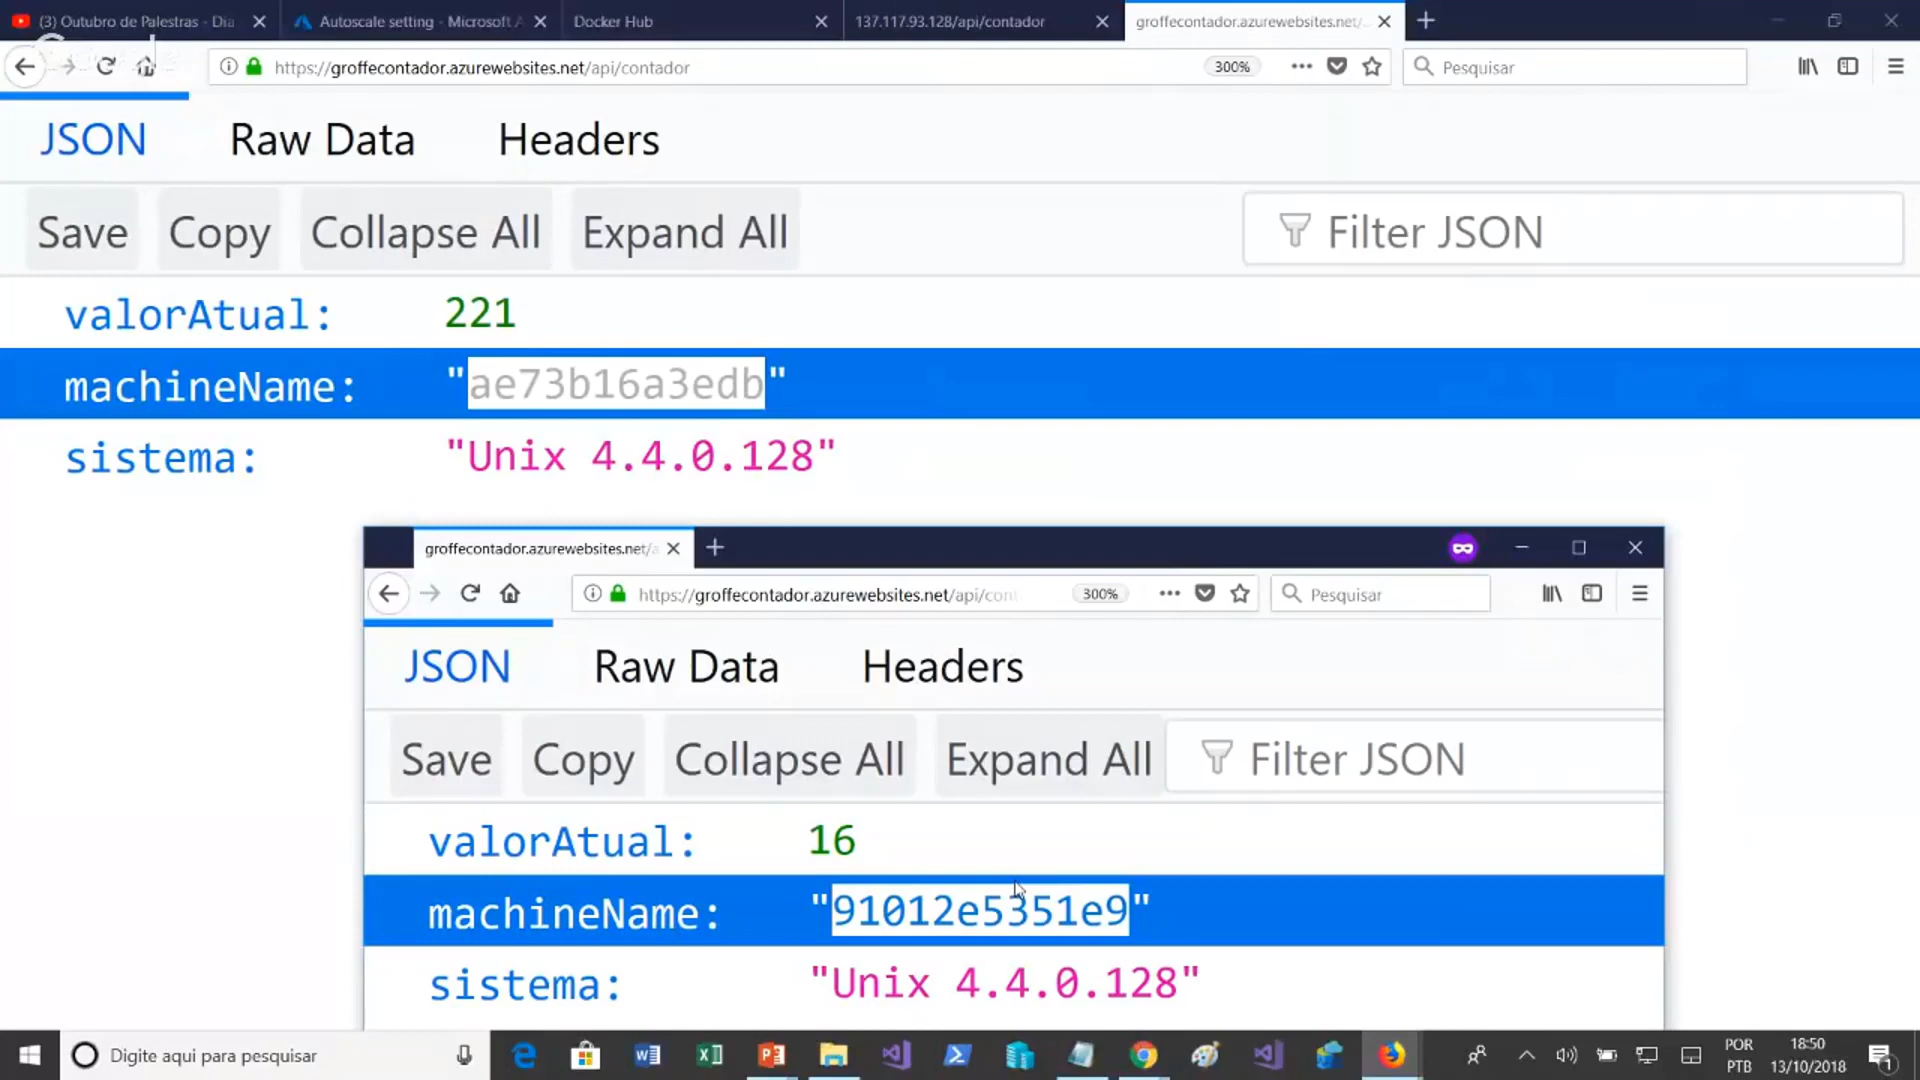 (3) Outubro de Palestras - Dia
Autoscale setting - Microsoft A
Docker Hub
137.117.93.128/api/contador
groffecontador.azurewebsites.net/
https://groffecontador.azurewebsites.net/api/contador
300%
Pesquisar
JSON
Raw Data
Headers
Save
Copy
Collapse All
Expand All
Filter JSON
valorAtual: 221
machineName: "ae73b16a3edb"
sistema: "Unix 4.4.0.128"
groffecontador.azurewebsites.net/a
https://groffecontador.azurewebsites.net/api/cont
300%
Pesquisar
JSON
Raw Data
Headers
Save
Copy
Collapse All
Expand All
Filter JSON
valorAtual: 16
machineName: "91012e5351e9"
sistema: "Unix 4.4.0.128"
Digite aqui para pesquisar
POR
PTB
18:50
13/10/2018
1